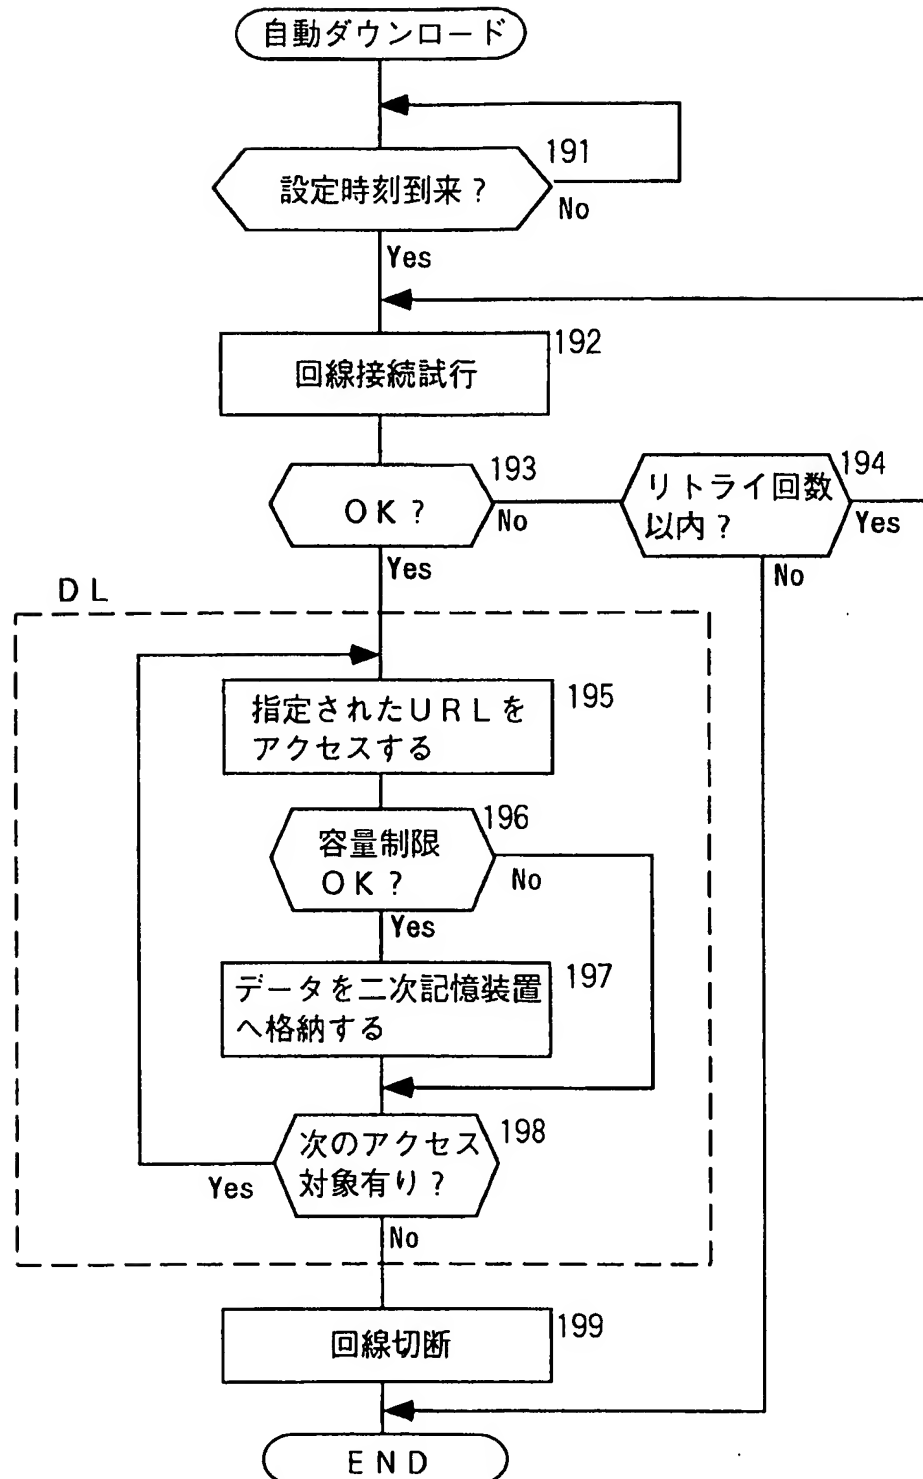 自動ダウンロード
191
設定時刻到来?
No
Yes
192
回線接続試行
193
OK?
No
Yes
194
リトライ回数
以内?
Yes
No
DL
195
指定されたURLを
アクセスする
196
容量制限
OK?
No
Yes
197
データを二次記憶装置
へ格納する
198
次のアクセス
対象有り?
Yes
No
199
回線切断
END